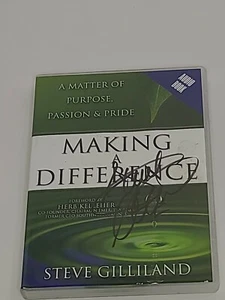 AUDIO
BOOK
A MATTER OF
PURPOSE,
PASSION & PRIDE
MAKING
A
DIFFERENCE
FOREWORD BY
HERB KELLEHER
STEVE GILLILAND